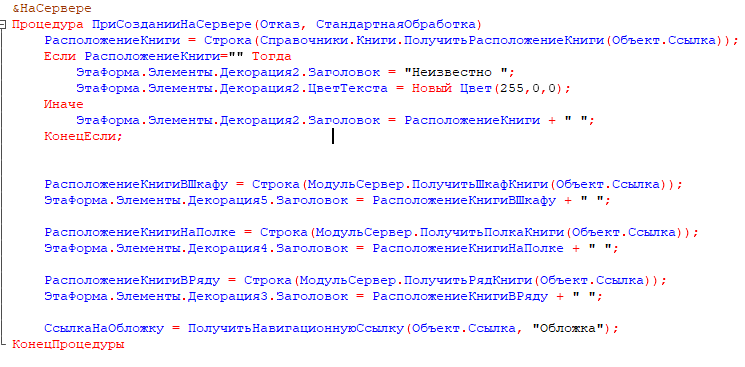 &НаСервере
Процедура ПриСозданииНаСервере(Отказ, СтандартнаяОбработка)
РасположениеКниги = Строка(Справочники.Книги.ПолучитьРасположениеКниги(Объект.Ссылка));
Если РасположениеКниги="" Тогда
ЭтаФорма.Элементы.Декорация2.Заголовок = "Неизвестно ";
ЭтаФорма.Элементы.Декорация2.ЦветТекста = Новый Цвет(255,0,0);
Иначе
ЭтаФорма.Элементы.Декорация2.Заголовок = РасположениеКниги + " ";
КонецЕсли;
РасположениеКнигиВШкафу = Строка(МодульСервер.ПолучитьШкафКниги(Объект.Ссылка));
ЭтаФорма.Элементы.Декорация5.Заголовок = РасположениеКнигиВШкафу + " ";
РасположениеКнигиНаПолке = Строка(МодульСервер.ПолучитьПолкаКниги(Объект.Ссылка));
ЭтаФорма.Элементы.Декорация4.Заголовок = РасположениеКнигиНаПолке + " ";
РасположениеКнигиВРяду = Строка(МодульСервер.ПолучитьРядКниги(Объект.Ссылка));
ЭтаФорма.Элементы.Декорация3.Заголовок = РасположениеКнигиВРяду + " ";
СсылкаНаОбложку = ПолучитьНавигационнуюСсылку(Объект.Ссылка, "Обложка");
КонецПроцедуры